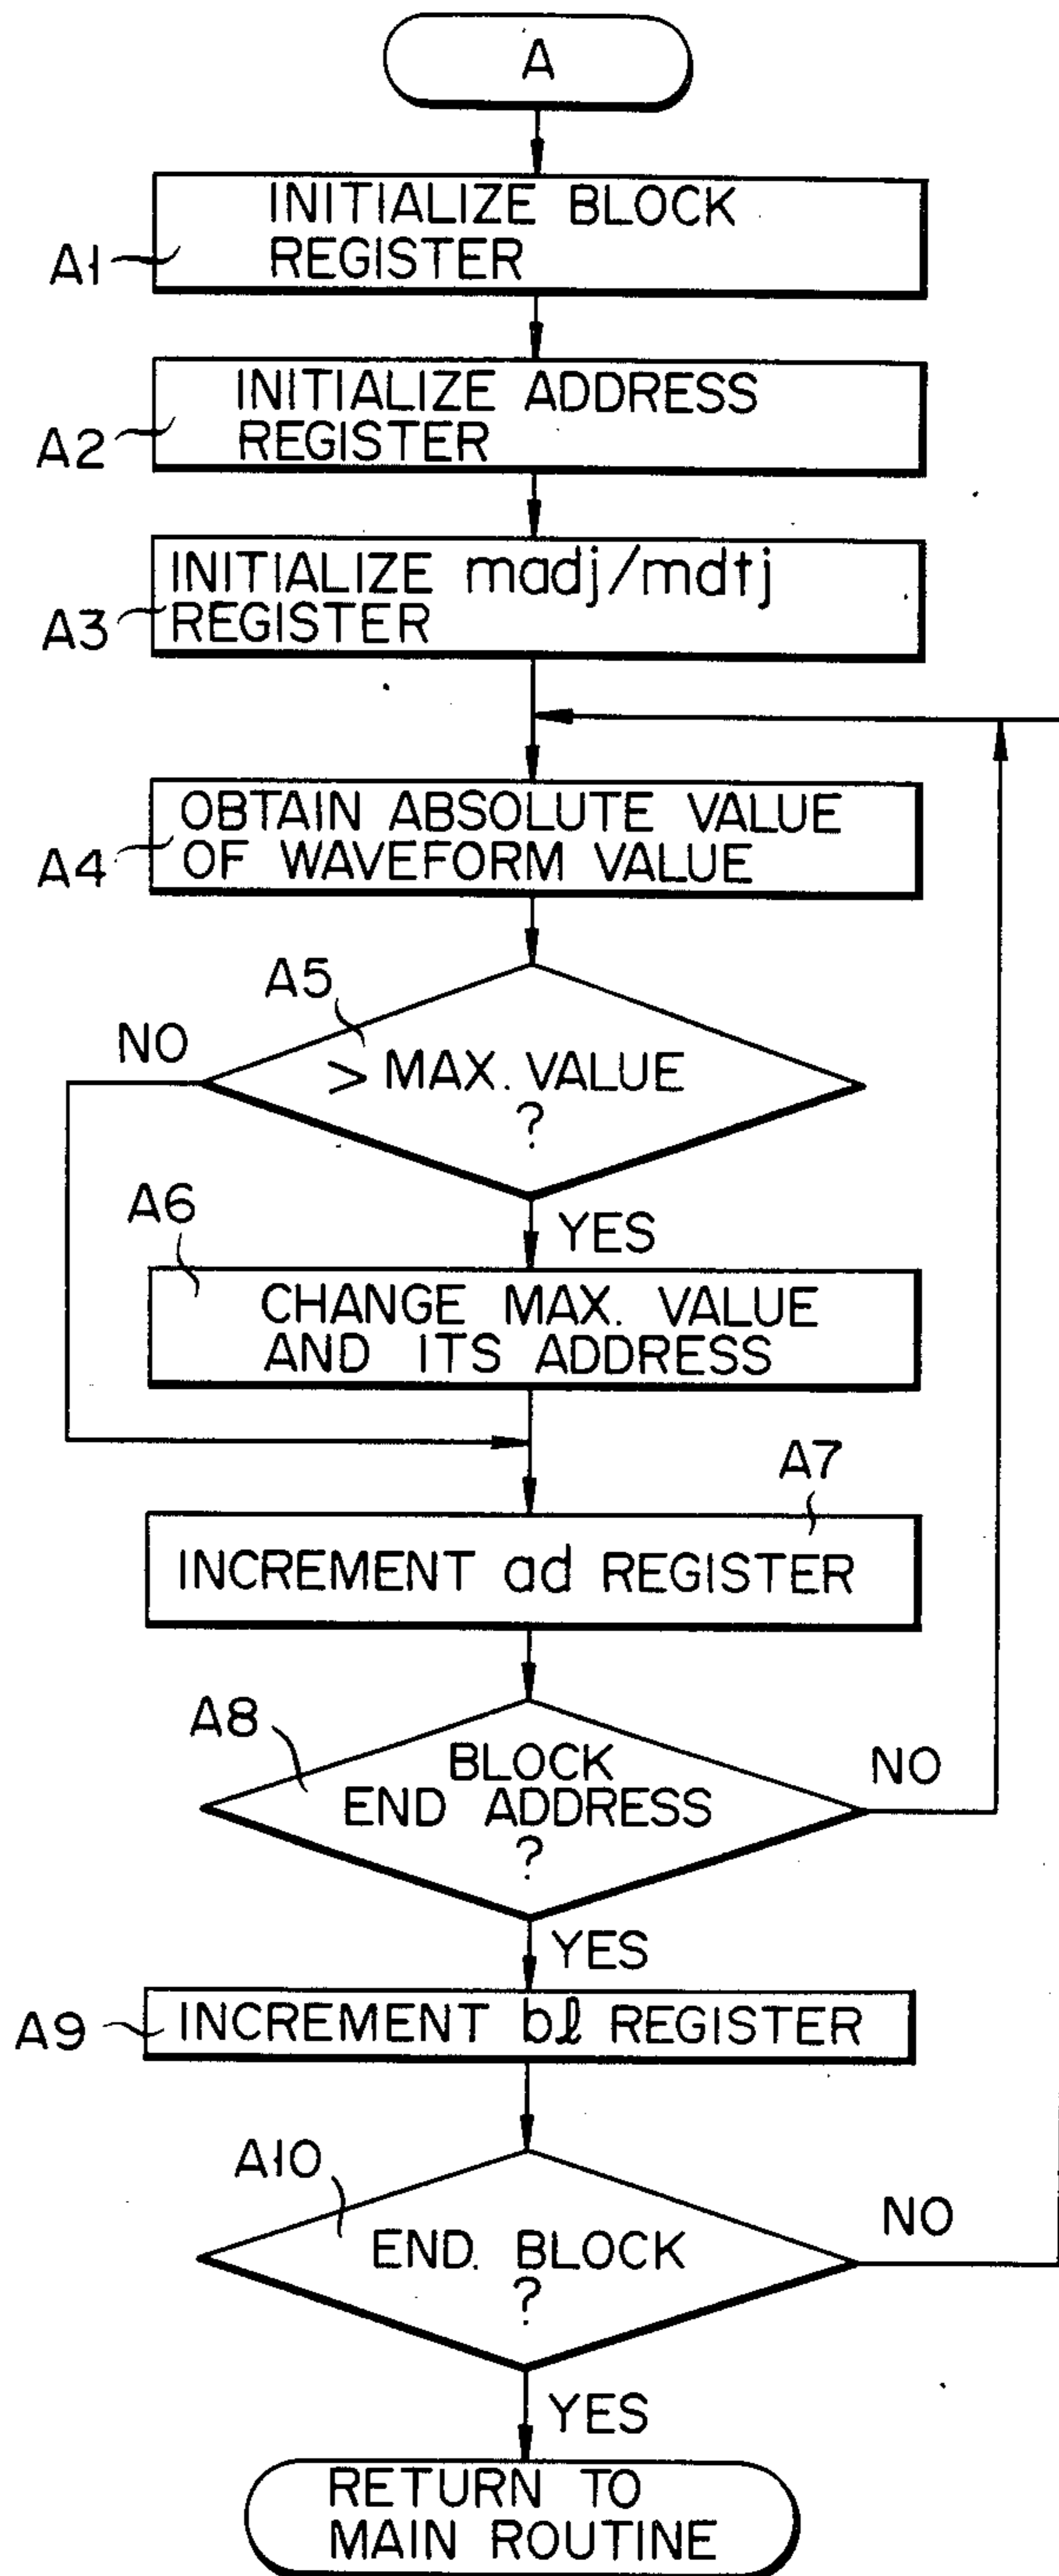 A
INITIALIZE BLOCK
REGISTER
A1
INITIALIZE ADDRESS
REGISTER
A2
INITIALIZE madj/mdtj
REGISTER
A3
OBTAIN ABSOLUTE VALUE
OF WAVEFORM VALUE
A4
A5
NO
> MAX. VALUE
?
A6
YES
CHANGE MAX. VALUE
AND ITS ADDRESS
A7
INCREMENT ad REGISTER
A8
BLOCK
END ADDRESS
?
NO
YES
A9
INCREMENT bl REGISTER
A10
END. BLOCK
?
NO
YES
RETURN TO
MAIN ROUTINE